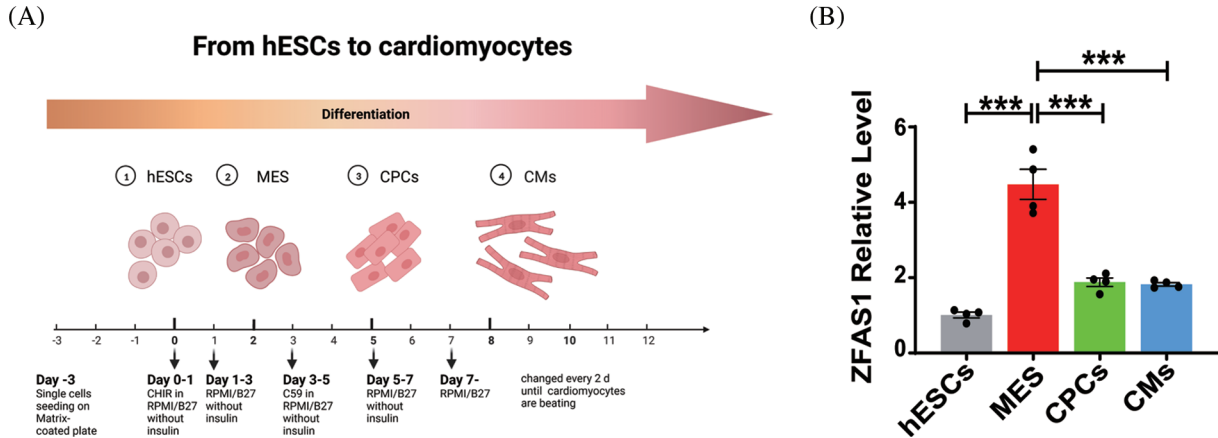 (A)
From hESCs to cardiomyocytes
Differentiation
1 hESCs
2 MES
3 CPCs
4 CMs
-3 -2 -1 0 1 2 3 4 5 6 7 8 9 10 11 12
Day -3
Single cells
seeding on
Matrix-
coated plate
Day 0-1
CHIR in
RPMI/B27
without
insulin
Day 1-3
RPMI/B27
without
insulin
Day 3-5
C59 in
RPMI/B27
without
insulin
Day 5-7
RPMI/B27
without
insulin
Day 7-
RPMI/B27
changed every 2 d
until cardiomyocytes
are beating
(B)
***
*** ***
ZFAS1 Relative Level
6
4
2
0
hESCs
MES
CPCs
CMs